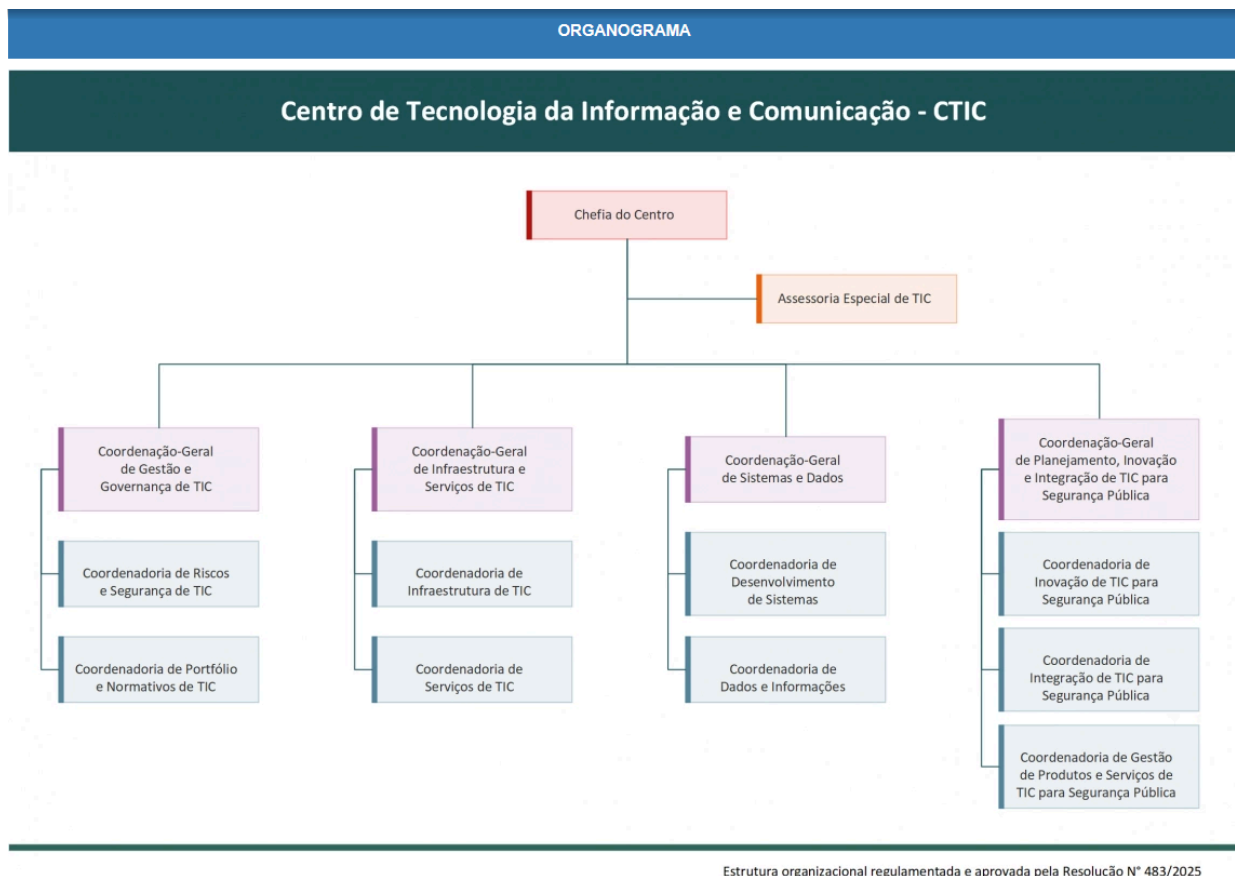 ORGANOGRAMA
Centro de Tecnologia da Informação e Comunicação - CTIC
Chefia do Centro
Assessoria Especial de TIC
Coordenação-Geral
de Gestão e
Governança de TIC
Coordenadoria de Riscos
e Segurança de TIC
Coordenadoria de Portfólio
e Normativos de TIC
Coordenação-Geral
de Infraestrutura e
Serviços de TIC
Coordenadoria de
Infraestrutura de TIC
Coordenadoria de
Serviços de TIC
Coordenação-Geral
de Sistemas e Dados
Coordenadoria de
Desenvolvimento
de Sistemas
Coordenadoria de
Dados e Informações
Coordenação-Geral
de Planejamento, Inovação
e Integração de TIC para
Segurança Pública
Coordenadoria de
Inovação de TIC para
Segurança Pública
Coordenadoria de
Integração de TIC para
Segurança Pública
Coordenadoria de Gestão
de Produtos e Serviços de
TIC para Segurança Pública
Estrutura organizacional regulamentada e aprovada pela Resolução N° 483/2025